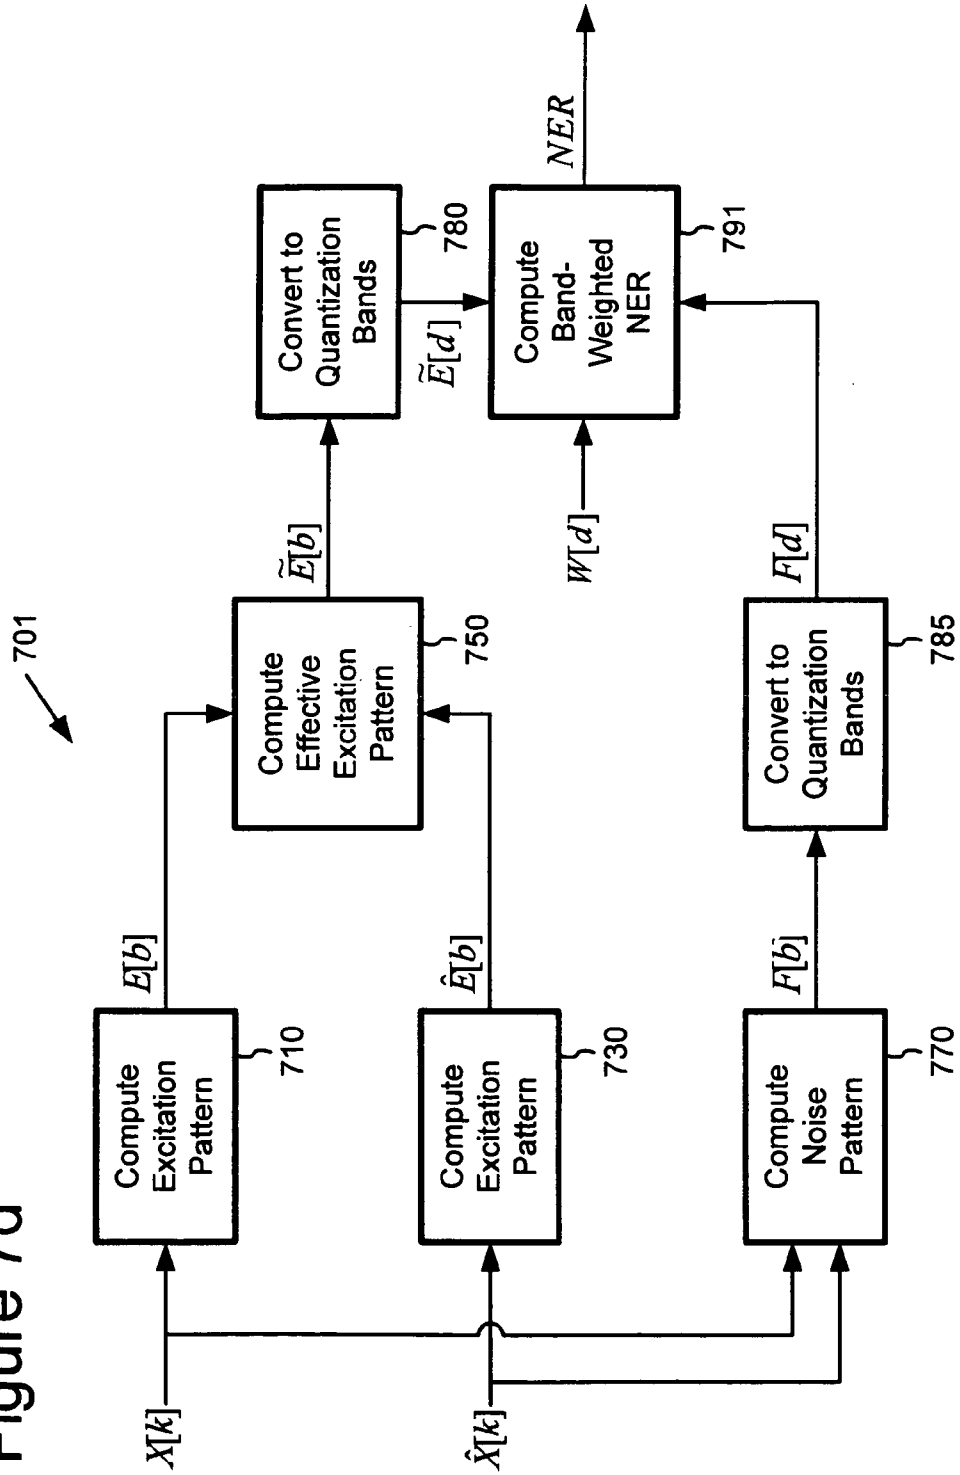 Figure 7d
701
X[k]
Compute
Excitation
Pattern
710
E[b]
X̂[k]
Compute
Excitation
Pattern
730
Ê[b]
Compute
Effective
Excitation
Pattern
750
Ẽ[b]
Convert to
Quantization
Bands
780
Ẽ[d]
W[d]
Compute
Band-
Weighted
NER
791
NER
Compute
Noise
Pattern
770
F[b]
Convert to
Quantization
Bands
785
F[d]